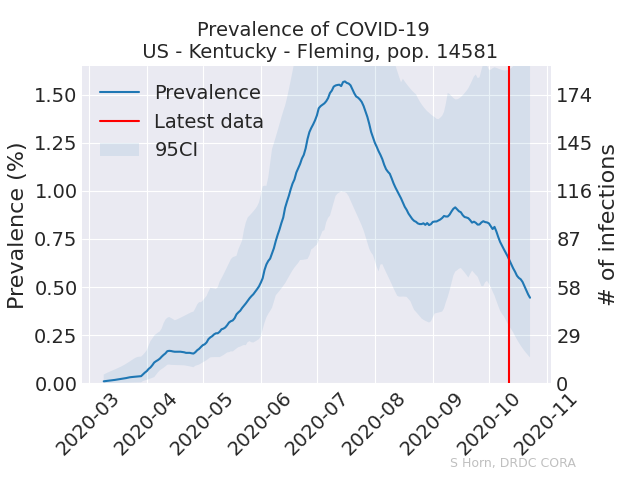 Prevalence of COVID-19
US - Kentucky - Fleming, pop. 14581
Prevalence (%)
1.50
1.25
1.00
0.75
0.50
0.25
0.00
Prevalence
Latest data
95CI
174
145
116
87
58
29
0
# of infections
2020-03
2020-04
2020-05
2020-06
2020-07
2020-08
2020-09
2020-10
2020-11
S Horn, DRDC CORA